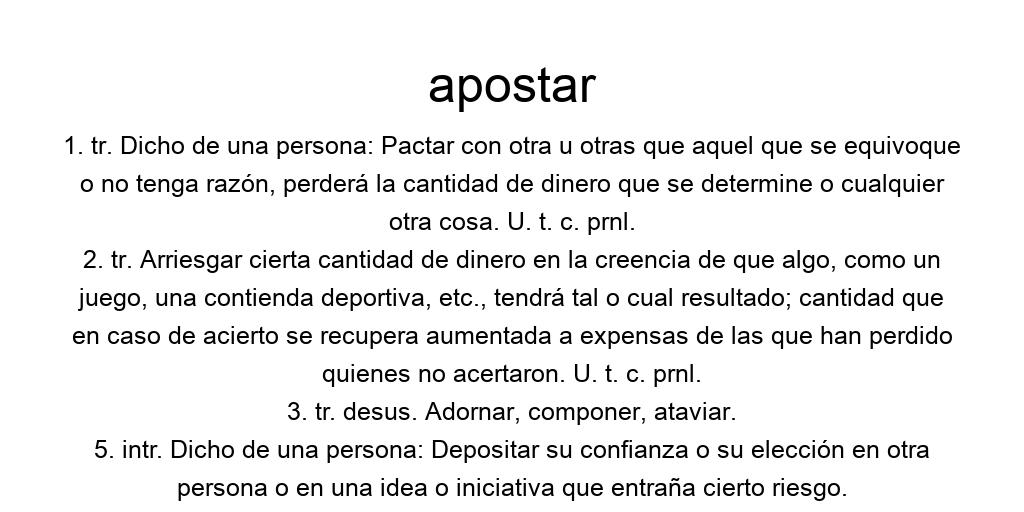 apostar
1. tr. Dicho de una persona: Pactar con otra u otras que aquel que se equivoque
o no tenga razón, perderá la cantidad de dinero que se determine o cualquier
otra cosa. U. t. c. prnl.
2. tr. Arriesgar cierta cantidad de dinero en la creencia de que algo, como un
juego, una contienda deportiva, etc., tendrá tal o cual resultado; cantidad que
en caso de acierto se recupera aumentada a expensas de las que han perdido
quienes no acertaron. U. t. c. prnl.
3. tr. desus. Adornar, componer, ataviar.
5. intr. Dicho de una persona: Depositar su confianza o su elección en otra
persona o en una idea o iniciativa que entraña cierto riesgo.